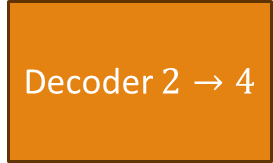 Decoder 2 → 4